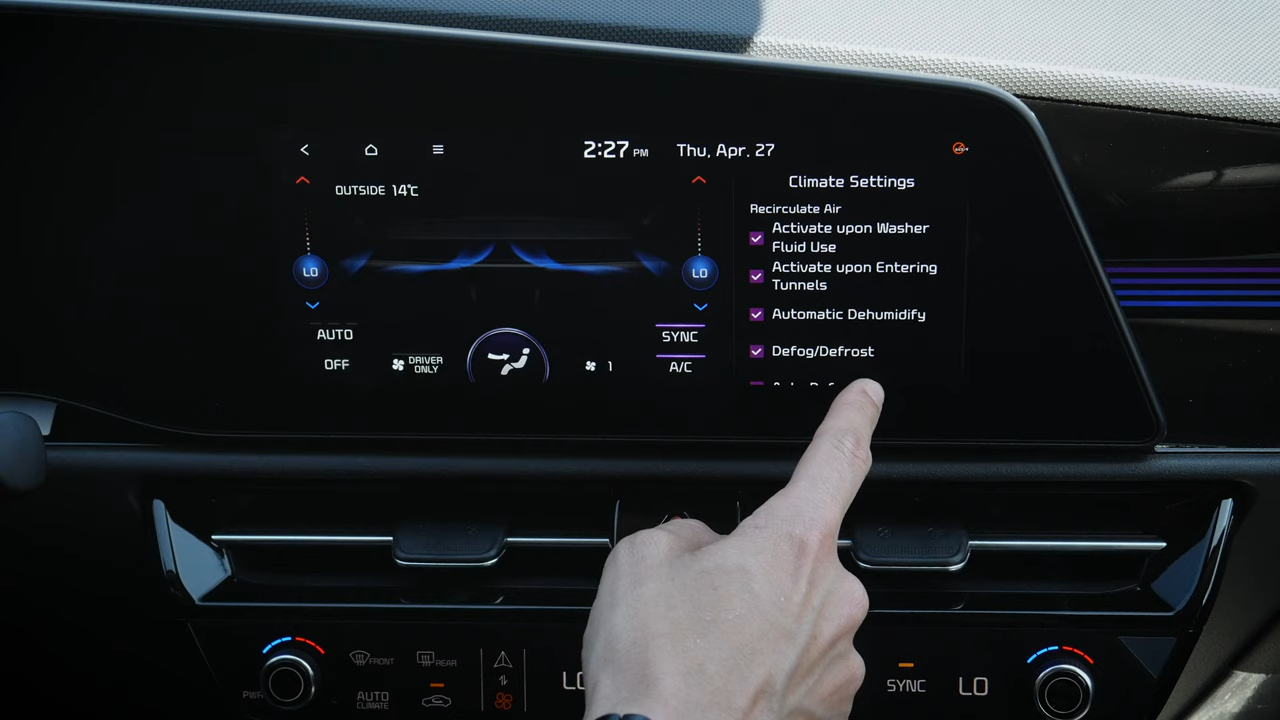 2:27 PM
Thu, Apr. 27
OUTSIDE 14°C
LO
LO
AUTO
OFF
DRIVER
ONLY
1
SYNC
A/C
Climate Settings
Recirculate Air
Activate upon Washer
Fluid Use
Activate upon Entering
Tunnels
Automatic Dehumidify
Defog/Defrost
FRONT
REAR
PWR
AUTO
CLIMATE
LO
SYNC
LO